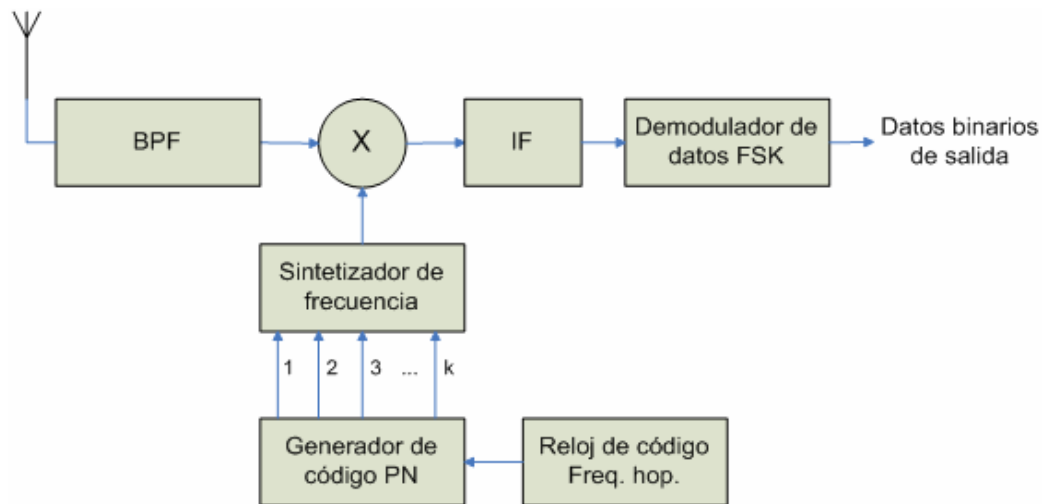 BPF
X
IF
Demodulador de
datos FSK
Datos binarios
de salida
Sintetizador de
frecuencia
1 2 3 ... k
Generador de
código PN
Reloj de código
Freq. hop.